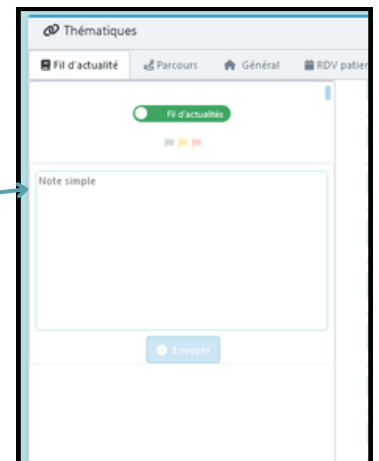 Thématiques
Fil d'actualité Parcours Général RDV patien
Fil d'actualités
Note simple
Envoyer